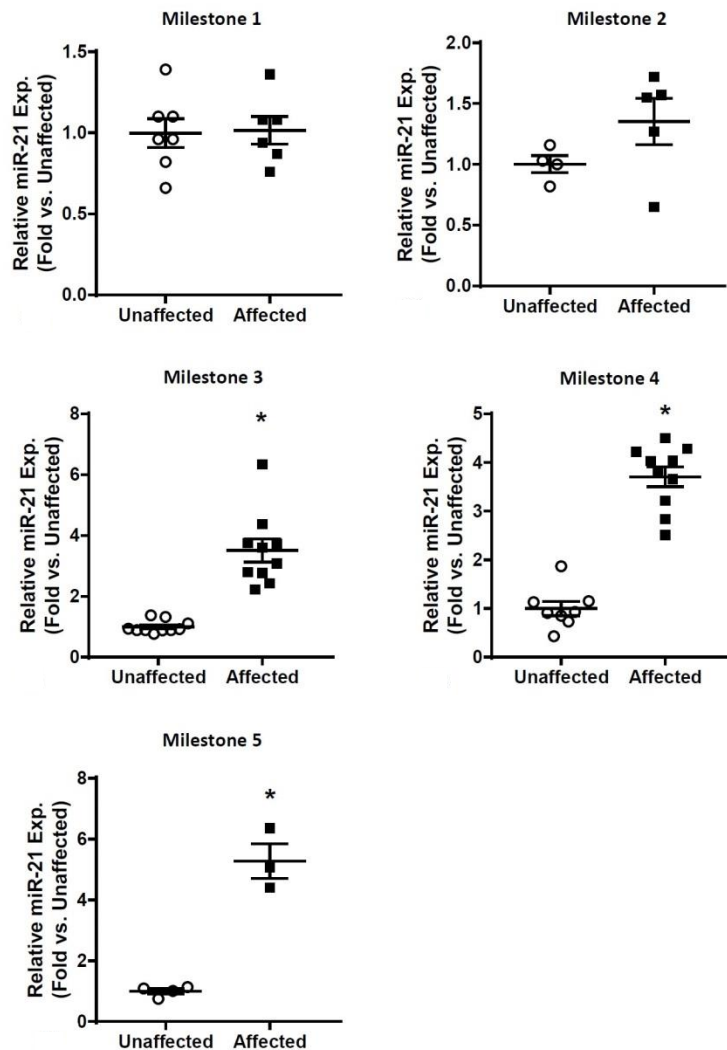 Milestone 1
Relative miR-21 Exp.
(Fold vs. Unaffected)
1.5
1.0
0.5
0.0
Unaffected Affected
Milestone 2
Relative miR-21 Exp.
(Fold vs. Unaffected)
2.0
1.5
1.0
0.5
0.0
Unaffected Affected
Milestone 3
Relative miR-21 Exp.
(Fold vs. Unaffected)
8
6
4
2
0
*
Unaffected Affected
Milestone 4
Relative miR-21 Exp.
(Fold vs. Unaffected)
5
4
3
2
1
0
*
Unaffected Affected
Milestone 5
Relative miR-21 Exp.
(Fold vs. Unaffected)
8
6
4
2
0
*
Unaffected Affected